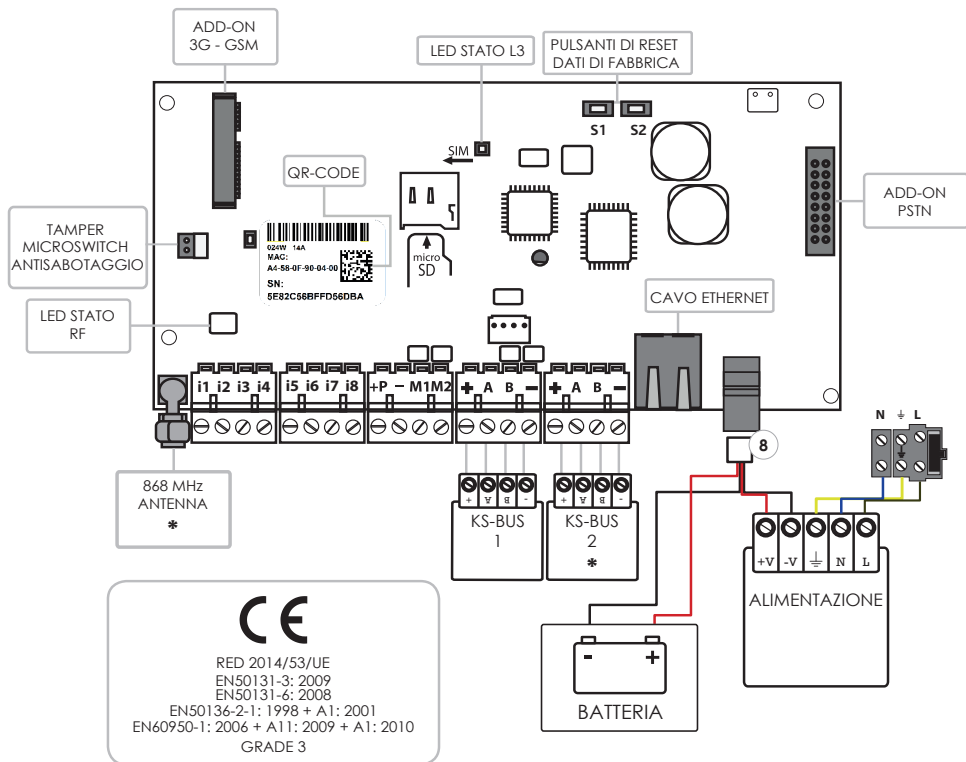 ADD-ON
3G - GSM
LED STATO L3
PULSANTI DI RESET
DATI DI FABBRICA
S1 S2
SIM
QR-CODE
ADD-ON
PSTN
TAMPER
MICROSWITCH
ANTISABOTAGGIO
024W 14A
MAC:
A4-58-0F-90-04-00
SN:
5E82C56BFFD56DBA
micro
SD
CAVO ETHERNET
LED STATO
RF
i1 i2 i3 i4 i5 i6 i7 i8 +P - M1 M2 + A B - + A B -
N L
8
868 MHz
ANTENNA
*
+ A B - + A B -
KS-BUS
1
KS-BUS
2
*
+V -V N L
ALIMENTAZIONE
- +
BATTERIA
CE
RED 2014/53/UE
EN50131-3: 2009
EN50131-6: 2008
EN50136-2-1: 1998 + A1: 2001
EN60950-1: 2006 + A11: 2009 + A1: 2010
GRADE 3